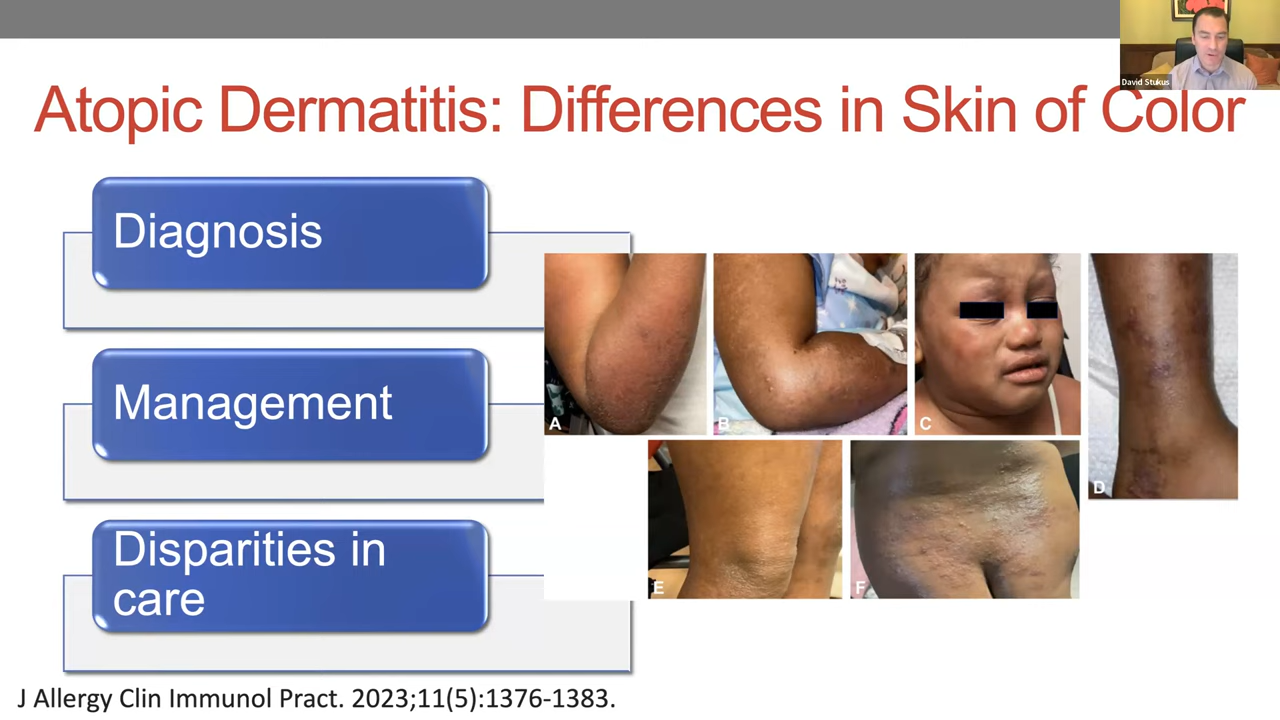 David Stukus
Atopic Dermatitis: Differences in Skin of Color
Diagnosis
Management
Disparities in
care
A
B
C
D
E
F
J Allergy Clin Immunol Pract. 2023;11(5):1376-1383.